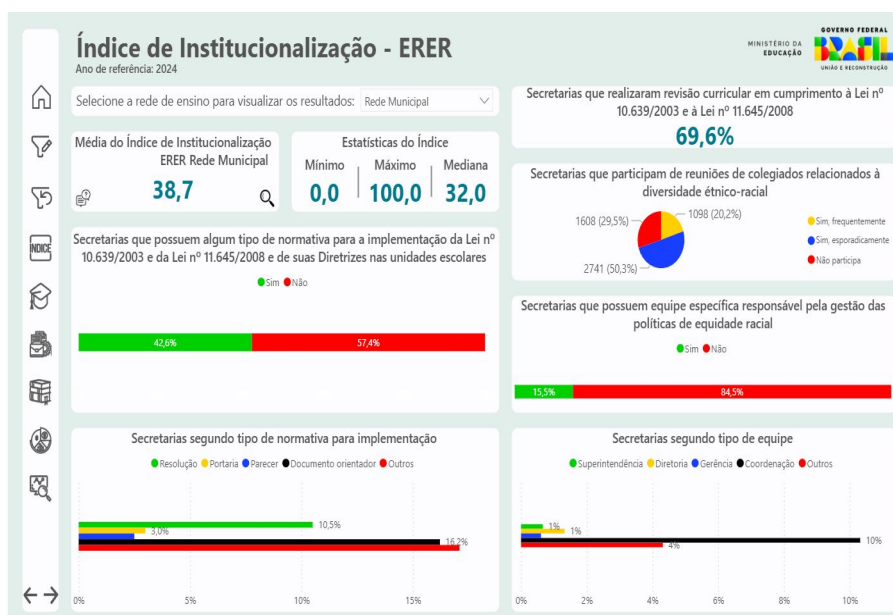 Índice de Institucionalização - ERER
Ano de referência: 2024
MINISTÉRIO DA
EDUCAÇÃO
GOVERNO FEDERAL
BRASIL
UNIÃO E RECONSTRUÇÃO
Selecione a rede de ensino para visualizar os resultados: Rede Municipal
Média do Índice de Institucionalização
ERER Rede Municipal
38,7
Estatísticas do Índice
Mínimo Máximo Mediana
0,0 100,0 32,0
Secretarias que realizaram revisão curricular em cumprimento à Lei nº
10.639/2003 e à Lei nº 11.645/2008
69,6%
Secretarias que participam de reuniões de colegiados relacionados à
diversidade étnico-racial
1608 (29,5%)
1098 (20,2%)
2741 (50,3%)
Sim, frequentemente
Sim, esporadicamente
Não participa
INDICE
Secretarias que possuem algum tipo de normativa para a implementação da Lei nº
10.639/2003 e da Lei nº 11.645/2008 e de suas Diretrizes nas unidades escolares
Sim Não
42,6% 57,4%
Secretarias que possuem equipe específica responsável pela gestão das
políticas de equidade racial
Sim Não
15,5% 84,5%
Secretarias segundo tipo de normativa para implementação
Resolução Portaria Parecer Documento orientador Outros
10,5%
3,0%
16,2%
0% 5% 10% 15%
Secretarias segundo tipo de equipe
Superintendência Diretoria Gerência Coordenação Outros
1%
1%
10%
4%
0% 2% 4% 6% 8% 10%